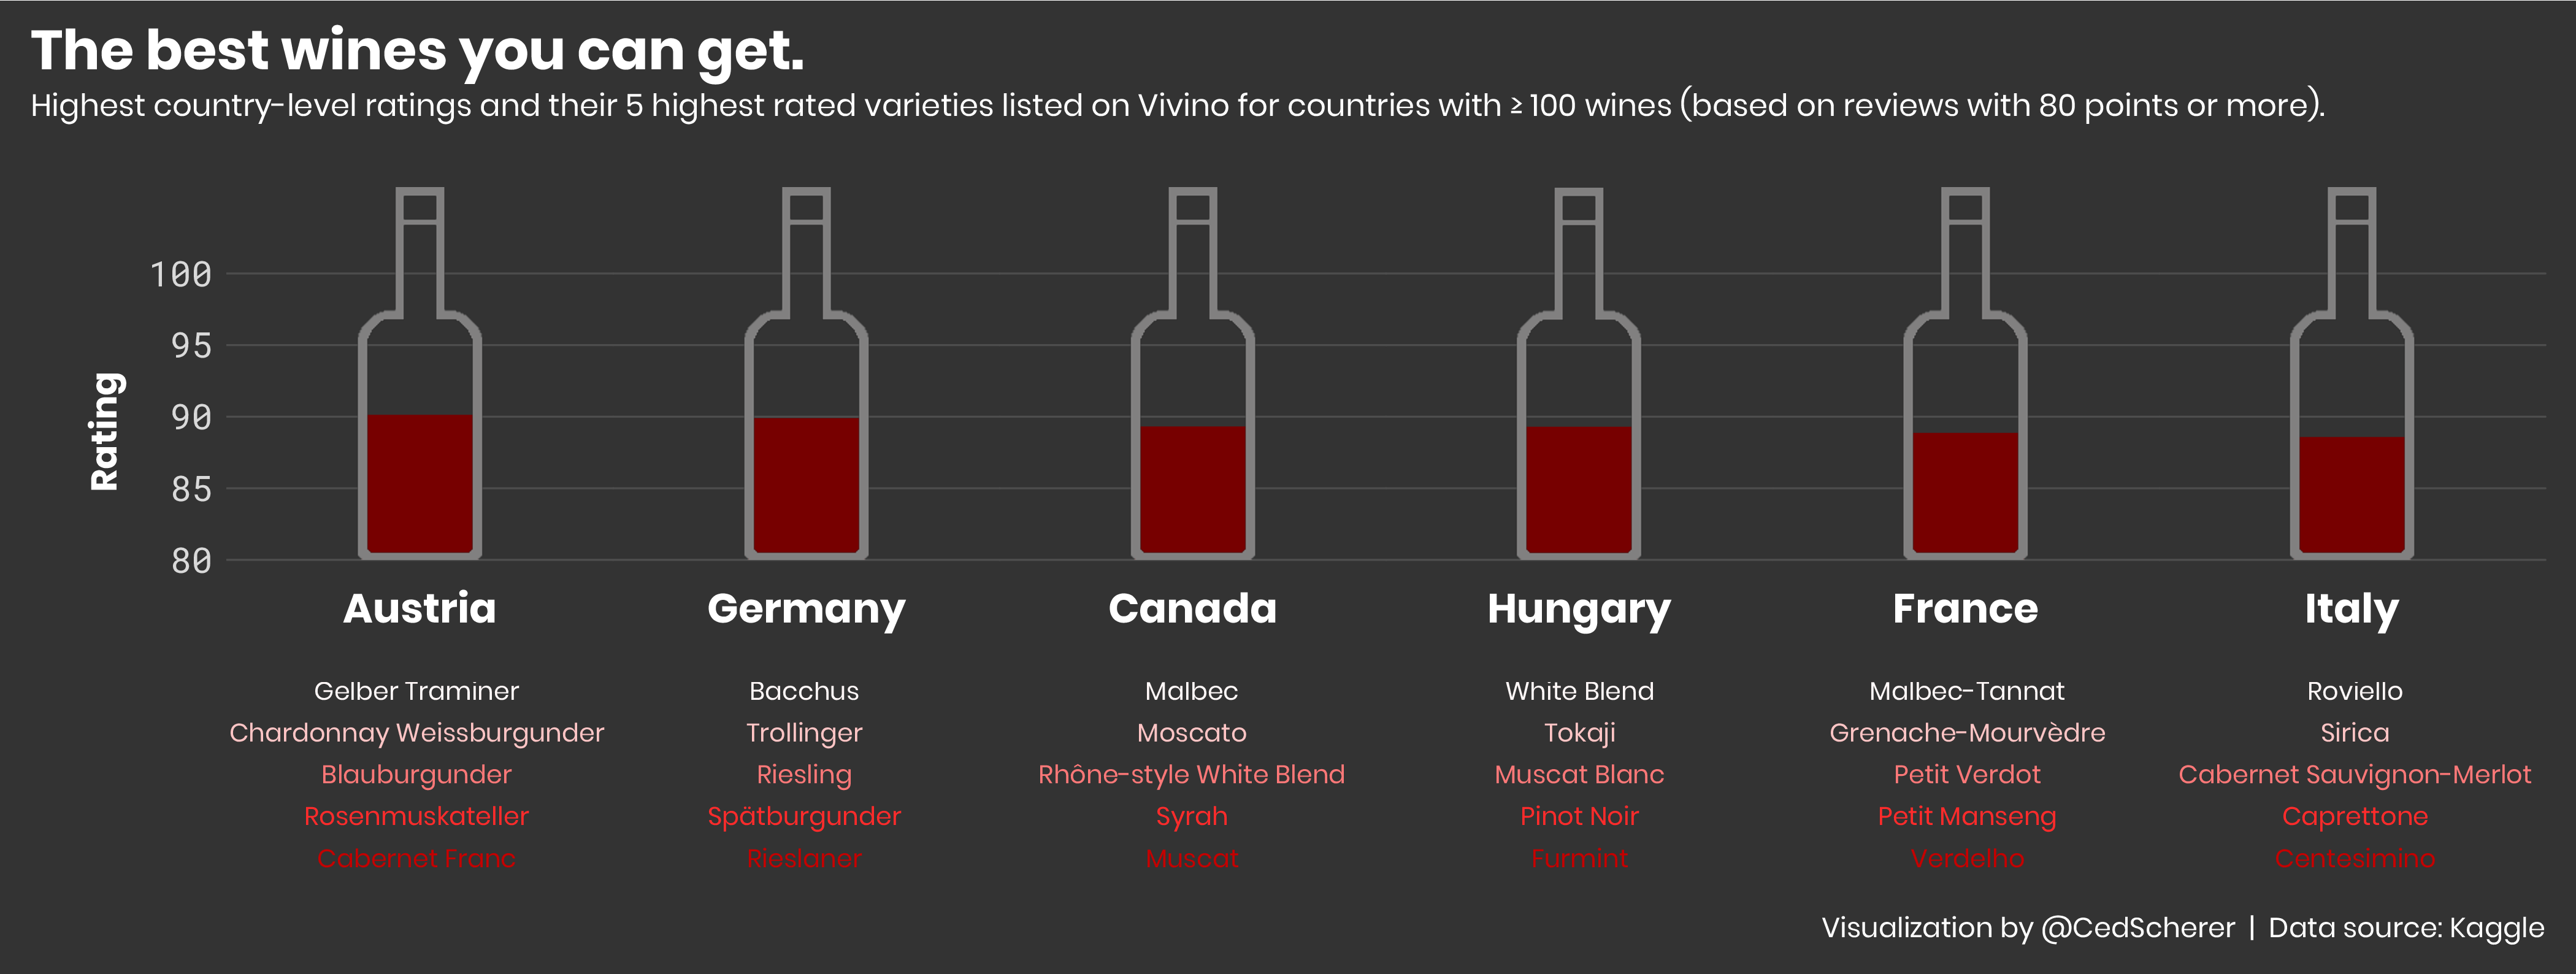 The best wines you can get.
Highest country-level ratings and their 5 highest rated varieties listed on Vivino for countries with ≥ 100 wines (based on reviews with 80 points or more).
100
95
90
85
80
Rating
Austria Germany Canada Hungary France Italy
Gelber Traminer Bacchus Malbec White Blend Malbec-Tannat Roviello
Chardonnay Weissburgunder Trollinger Moscato Tokaji Grenache-Mourvèdre Sirica
Blauburgunder Riesling Rhône-style White Blend Muscat Blanc Petit Verdot Cabernet Sauvignon-Merlot
Rosenmuskateller Spätburgunder Syrah Pinot Noir Petit Manseng Caprettone
Cabernet Franc Rieslaner Muscat Furmint Verdelho Centesimino
Visualization by @CedScherer | Data source: Kaggle